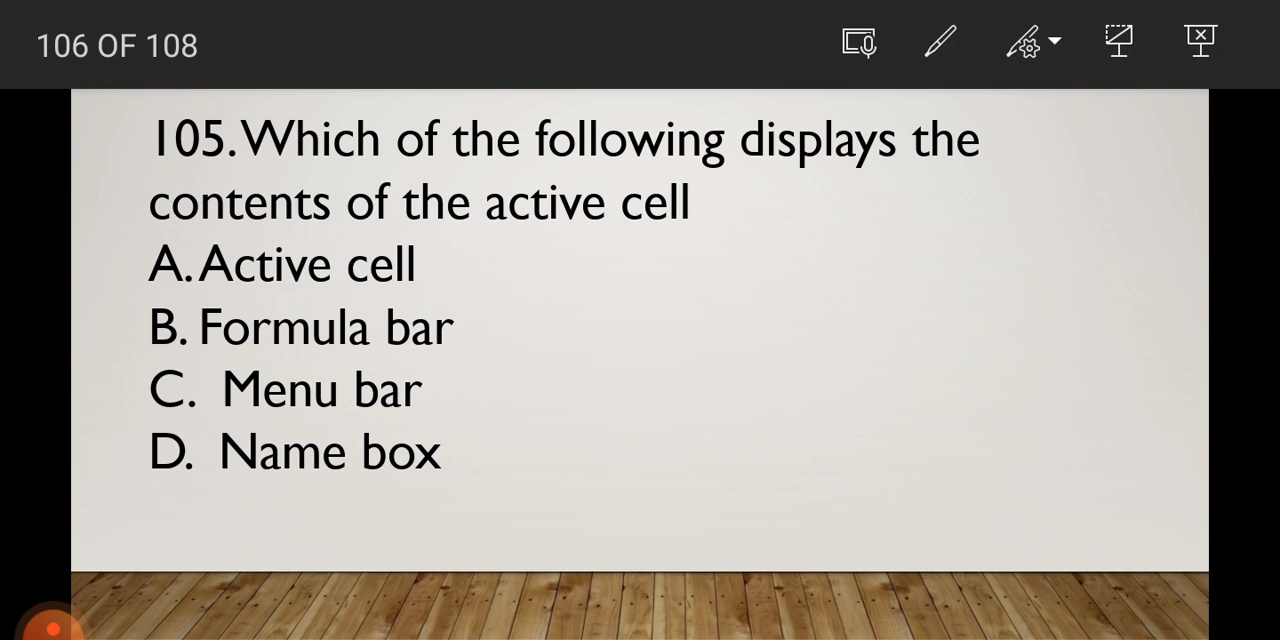 106 OF 108
105. Which of the following displays the
contents of the active cell
A. Active cell
B. Formula bar
C. Menu bar
D. Name box